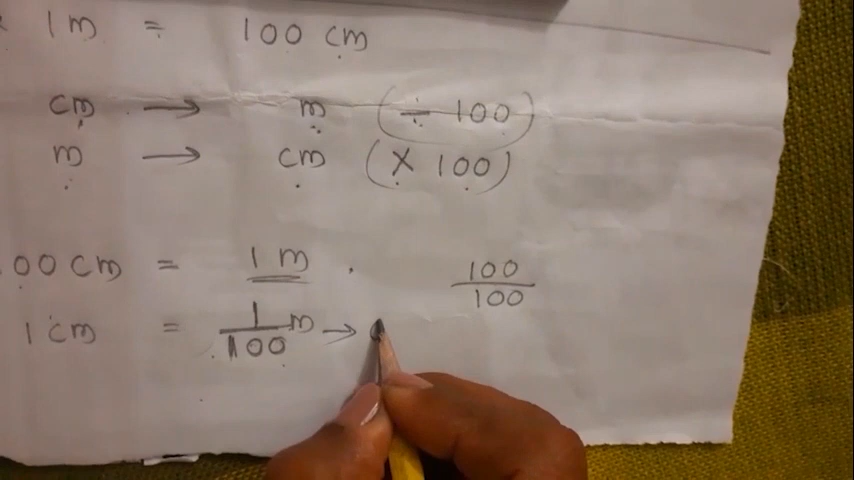 1m = 100 cm
cm → m (÷ 100)
m → cm (× 100)
00 cm = 1 m . 100/100
1 cm = 1/100 m →